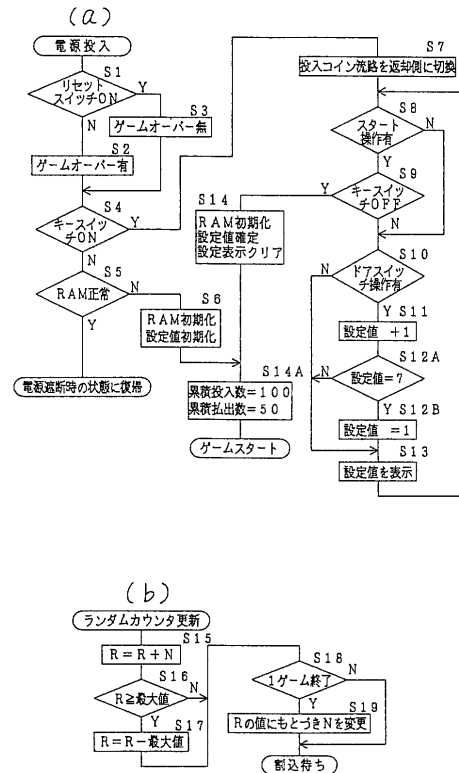 (a)
電源投入
S1
リセット
スイッチON
Y
N
S3
ゲームオーバー無
S2
ゲームオーバー有
S4
キースイッ
チON
Y
N
S5
RAM正常
N
Y
S6
RAM初期化
設定値初期化
電源遮断時の状態に復帰
S7
投入コイン流路を返却側に切換
S8
スタート
操作有
N
Y
S9
キースイッ
チOFF
Y
N
S14
RAM初期化
設定値確定
設定表示クリア
S10
ドアスイッ
チ操作有
N
Y
S11
設定値 +1
S12A
設定値=7
N
Y
S12B
設定値 =1
S13
設定値を表示
S14A
累積投入数=100
累積払出数=50
ゲームスタート
(b)
ランダムカウンタ更新
S15
R=R+N
S16
R≧最大値
N
Y
S17
R=R-最大値
S18
1ゲーム終了
N
Y
S19
Rの値にもとづきNを変更
割込待ち